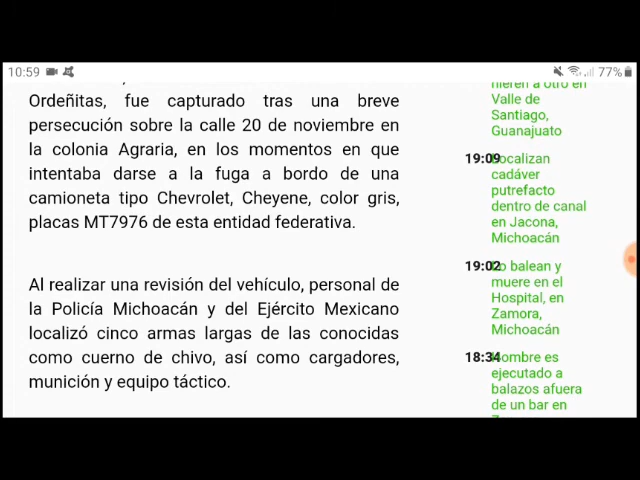 10:59
77%
Ordeñitas, fue capturado tras una breve
persecución sobre la calle 20 de noviembre en
la colonia Agraria, en los momentos en que
intentaba darse a la fuga a bordo de una
camioneta tipo Chevrolet, Cheyene, color gris,
placas MT7976 de esta entidad federativa.
Al realizar una revisión del vehículo, personal de
la Policía Michoacán y del Ejército Mexicano
localizó cinco armas largas de las conocidas
como cuerno de chivo, así como cargadores,
munición y equipo táctico.
hieren a otro en
Valle de
Santiago,
Guanajuato
19:09 Localizan
cadáver
putrefacto
dentro de canal
en Jacona,
Michoacán
19:02 Lo balean y
muere en el
Hospital, en
Zamora,
Michoacán
18:34 Hombre es
ejecutado a
balazos afuera
de un bar en